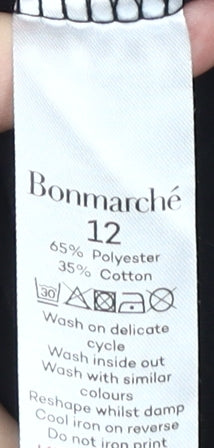 Bonmarché
12
65% Polyester
35% Cotton
30
Wash on delicate
cycle
Wash inside out
Wash with similar
colours
Reshape whilst damp
Cool iron on reverse
Do not iron print